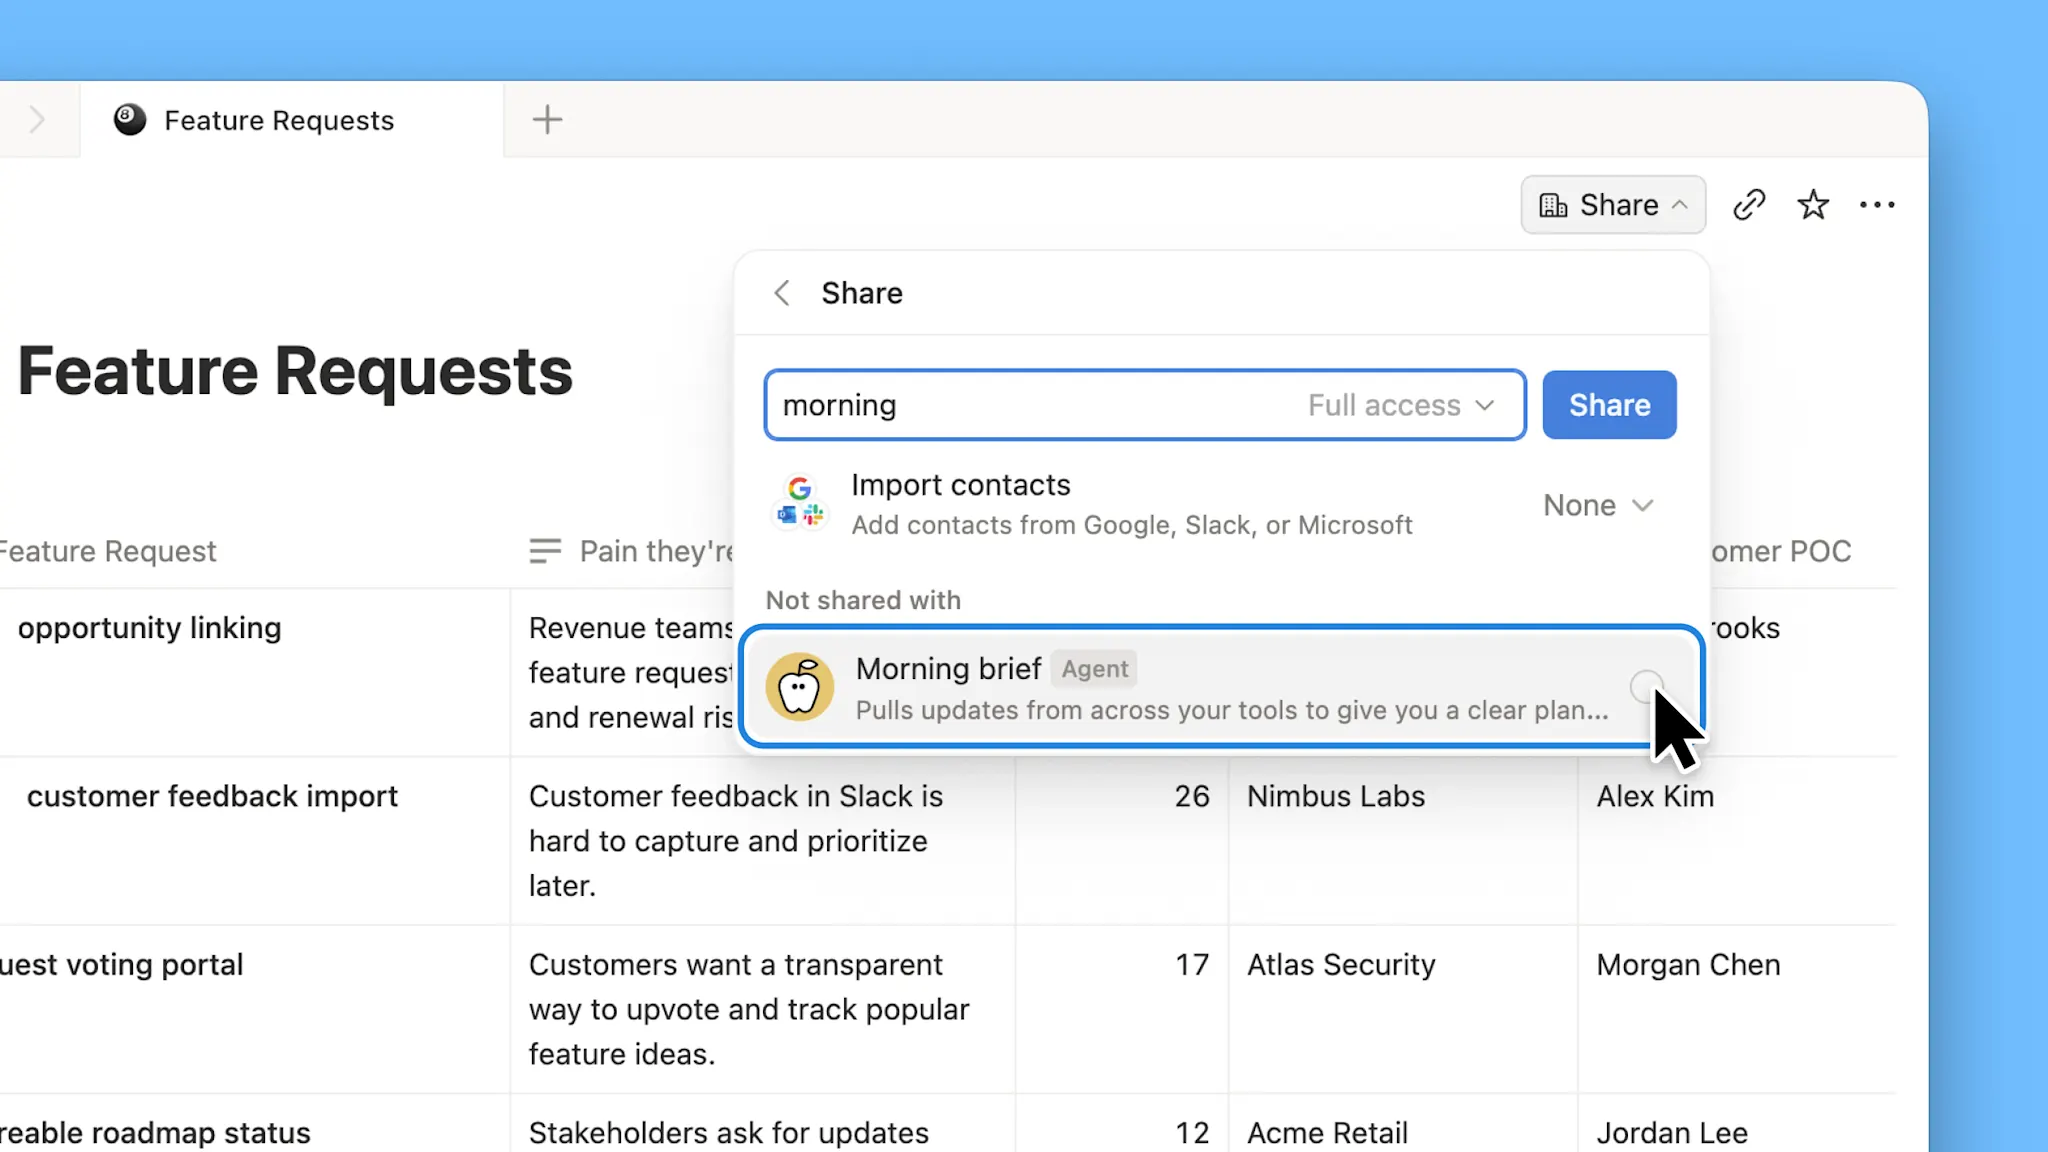 Feature Requests
Share
Share
Feature Requests
morning
Full access
Share
Import contacts
Add contacts from Google, Slack, or Microsoft
None
Feature Request
Pain they're
omer POC
Not shared with
Morning brief
Agent
Pulls updates from across your tools to give you a clear plan...
opportunity linking
Revenue teams
feature request
and renewal ris
rooks
customer feedback import
Customer feedback in Slack is
hard to capture and prioritize
later.
26
Nimbus Labs
Alex Kim
uest voting portal
Customers want a transparent
way to upvote and track popular
feature ideas.
17
Atlas Security
Morgan Chen
reable roadmap status
Stakeholders ask for updates
12
Acme Retail
Jordan Lee